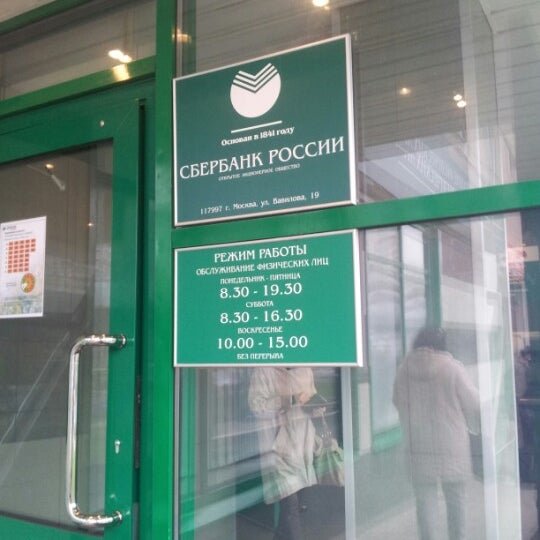 Основан в 1841 году
СБЕРБАНК РОССИИ
ОТКРЫТОЕ АКЦИОНЕРНОЕ ОБЩЕСТВО
117997 г. Москва, ул. Вавилова, 19
РЕЖИМ РАБОТЫ
ОБСЛУЖИВАНИЕ ФИЗИЧЕСКИХ ЛИЦ
ПОНЕДЕЛЬНИК - ПЯТНИЦА
8.30 - 19.30
СУББОТА
8.30 - 16.30
ВОСКРЕСЕНЬЕ
10.00 - 15.00
БЕЗ ПЕРЕРЫВА